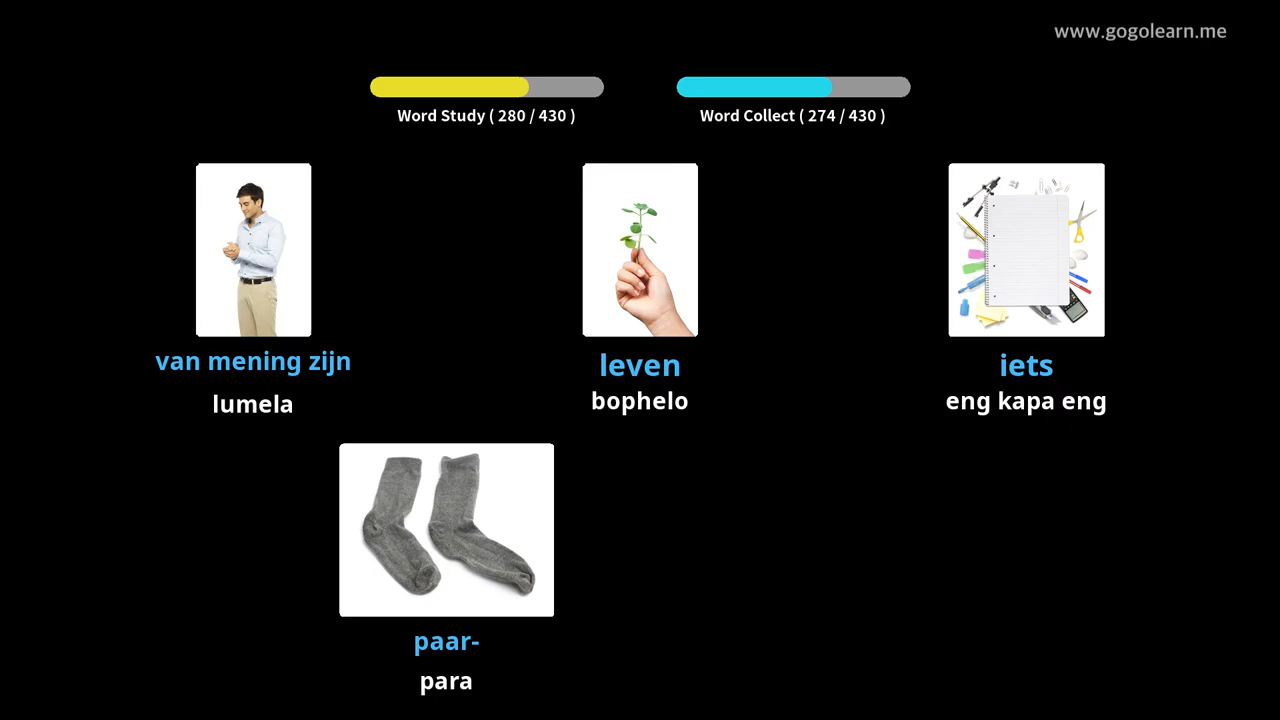 www.gogolearn.me
Word Study ( 280 / 430 )
Word Collect ( 274 / 430 )
van mening zijn
lumela
leven
bophelo
iets
eng kapa eng
paar-
para